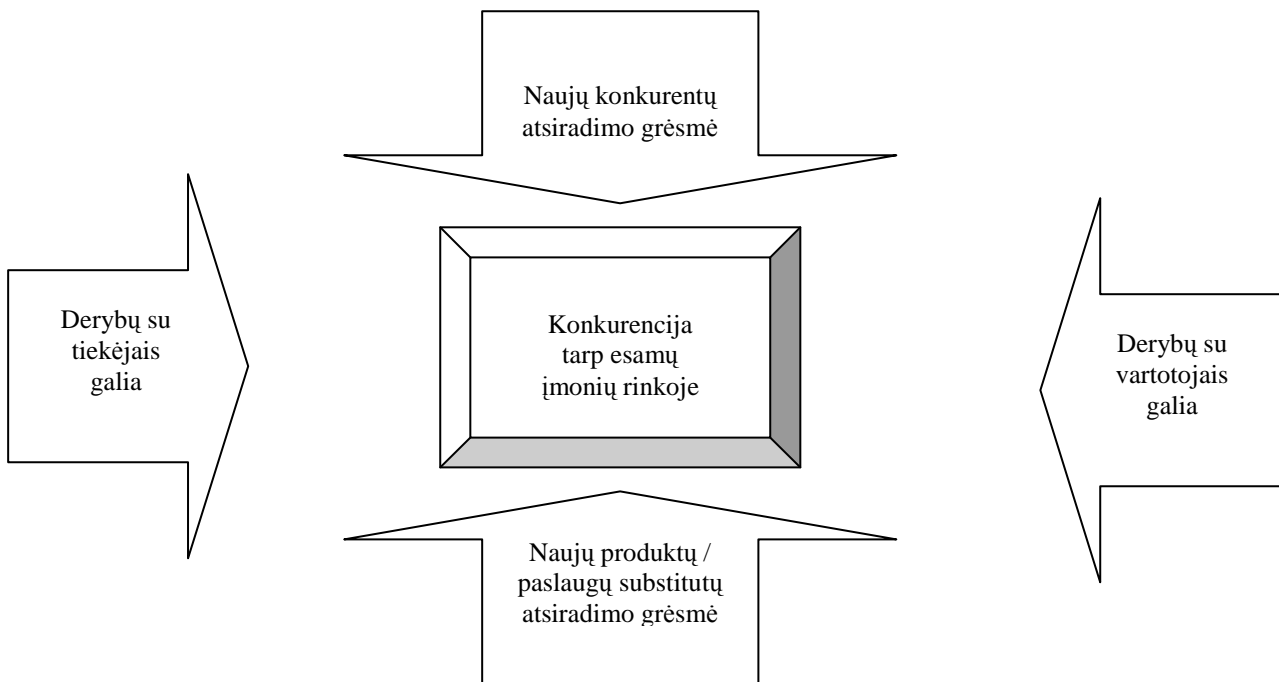 Naujų konkurentų
atsiradimo grėsmė
Derybų su
tiekėjais
galia
Konkurencija
tarp esamų
įmonių rinkoje
Derybų su
vartotojais
galia
Naujų produktų /
paslaugų substitutų
atsiradimo grėsmė